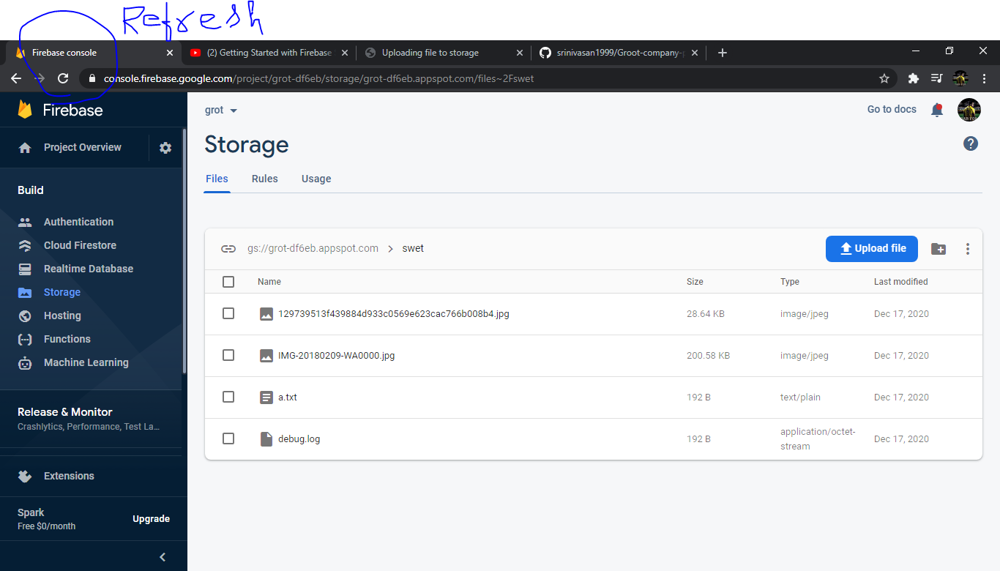 Refresh
Firebase console
(2) Getting Started with Firebase
Uploading file to storage
srinivasan1999/Groot-company-p
console.firebase.google.com/project/grot-df6eb/storage/grot-df6eb.appspot.com/files~2Fswet
Firebase
Project Overview
Build
Authentication
Cloud Firestore
Realtime Database
Storage
Hosting
Functions
Machine Learning
Release & Monitor
Crashlytics, Performance, Test La...
Extensions
Spark
Free $0/month
Upgrade
grot
Go to docs
Storage
Files Rules Usage
gs://grot-df6eb.appspot.com > swet
Upload file
Name Size Type Last modified
129739513f439884d933c0569e623cac766b008b4.jpg 28.64 KB image/jpeg Dec 17, 2020
IMG-20180209-WA0000.jpg 200.58 KB image/jpeg Dec 17, 2020
a.txt 192 B text/plain Dec 17, 2020
debug.log 192 B application/octet-
stream Dec 17, 2020